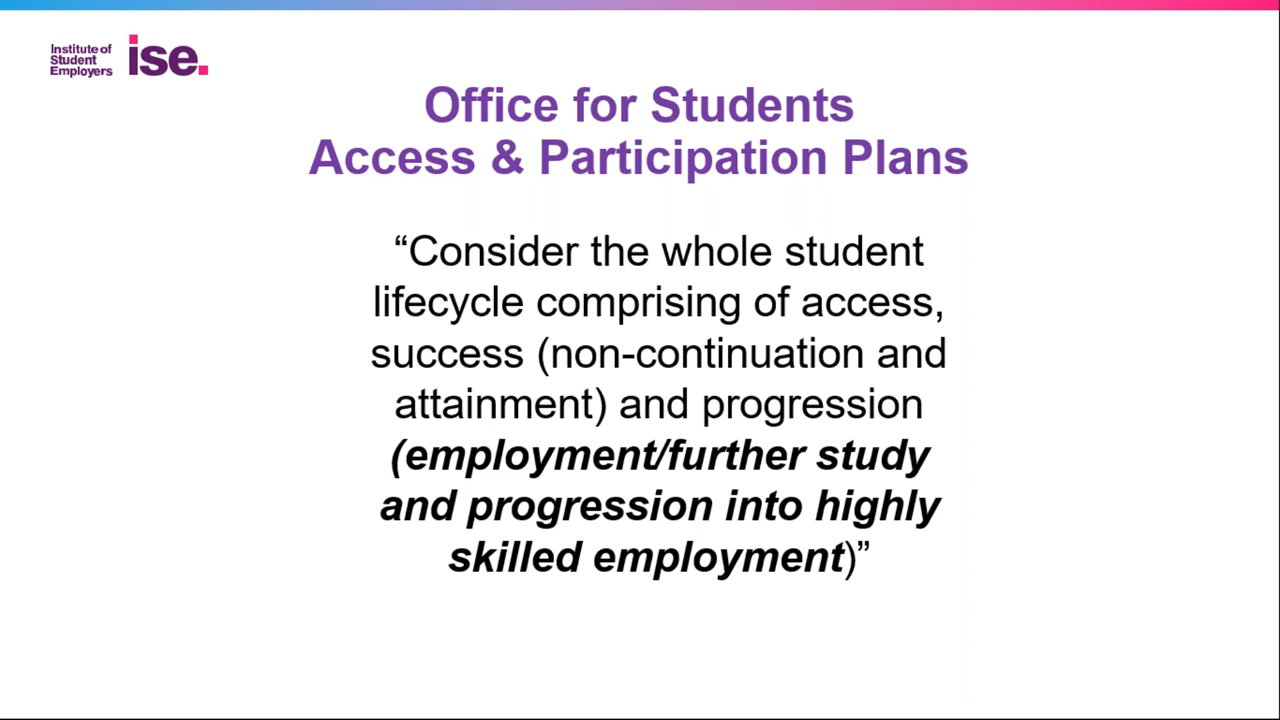 Institute of
Student
Employers
ise.
Office for Students
Access & Participation Plans
“Consider the whole student
lifecycle comprising of access,
success (non-continuation and
attainment) and progression
(employment/further study
and progression into highly
skilled employment)”